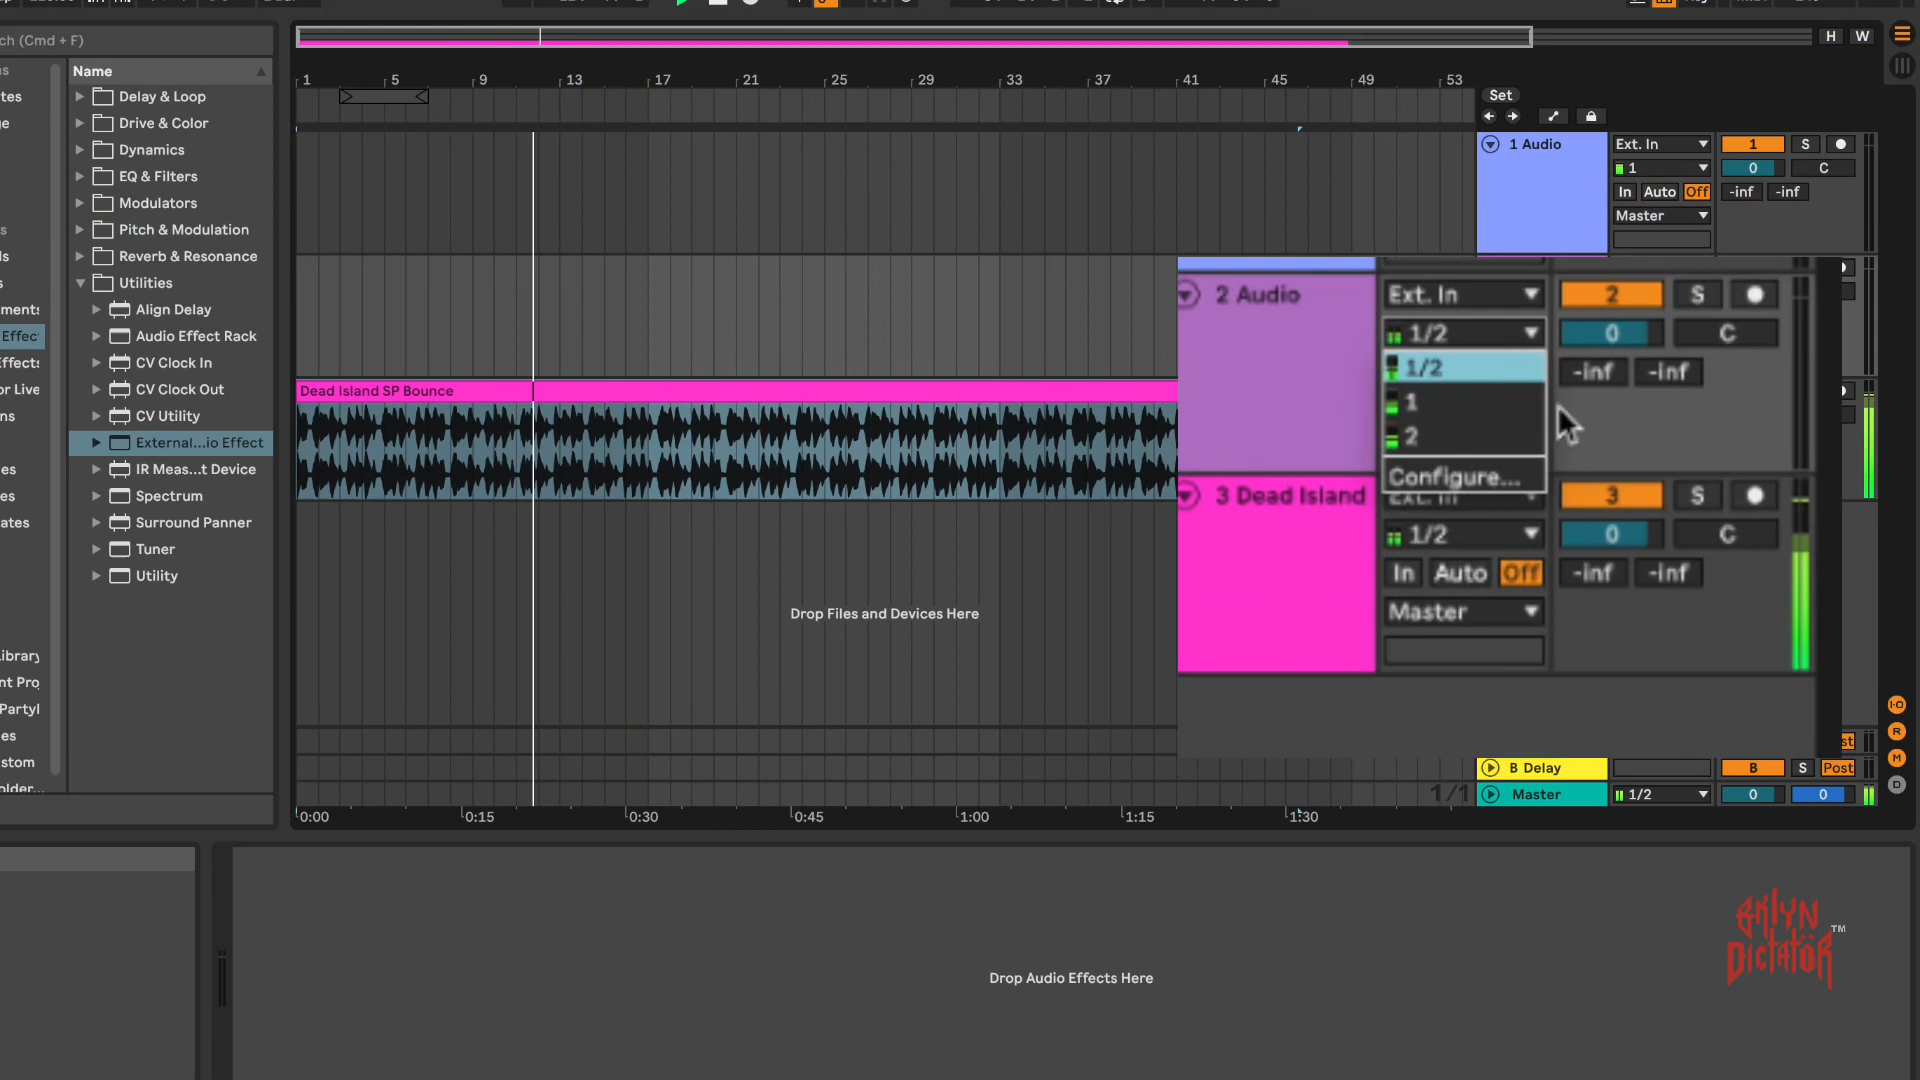 ch (Cmd + F)
H W
Name
Delay & Loop
Drive & Color
Dynamics
EQ & Filters
Modulators
Pitch & Modulation
Reverb & Resonance
Utilities
Align Delay
Audio Effect Rack
CV Clock In
CV Clock Out
CV Utility
External...io Effect
IR Meas...t Device
Spectrum
Surround Panner
Tuner
Utility
1 5 9 13 17 21 25 29 33 37 41 45 49 53
Set
1 Audio Ext. In 1 S
1 0 C
In Auto Off -inf -inf
Master
2 Audio Ext. In 2 S
1/2 0 C
1/2 -inf -inf
1
2
Configure...
Dead Island SP Bounce
3 Dead Island 3 S
1/2 0 C
In Auto Off -inf -inf
Master
Drop Files and Devices Here
B Delay B S Post
1/1 Master 1/2 0 0
0:00 0:15 0:30 0:45 1:00 1:15 1:30
I-O
R
M
D
Drop Audio Effects Here
BKLYN
DICTATÖR
TM